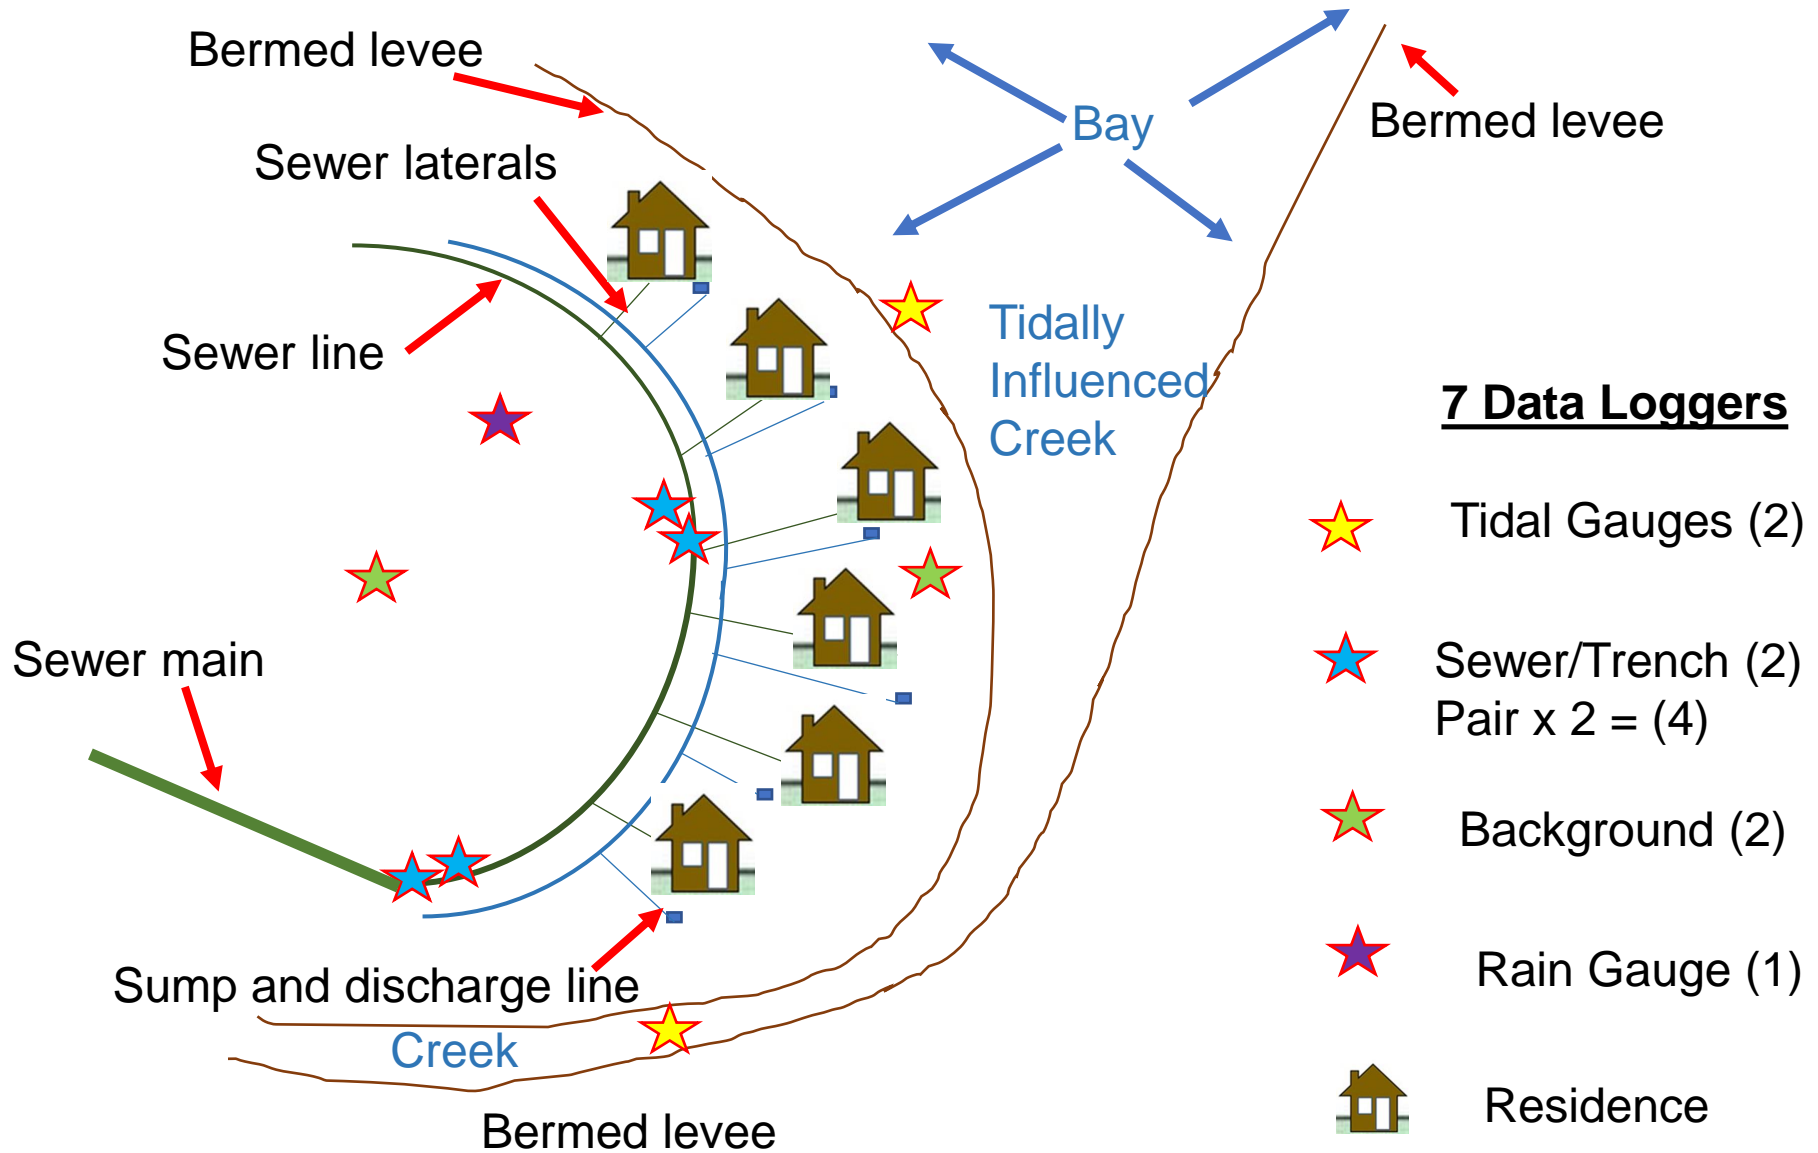 Bermed levee
Bay
Bermed levee
Sewer laterals
Sewer line
Tidally
Influenced
Creek
7 Data Loggers
Tidal Gauges (2)
Sewer/Trench (2)
Pair x 2 = (4)
Sewer main
Background (2)
Rain Gauge (1)
Sump and discharge line
Creek
Residence
Bermed levee